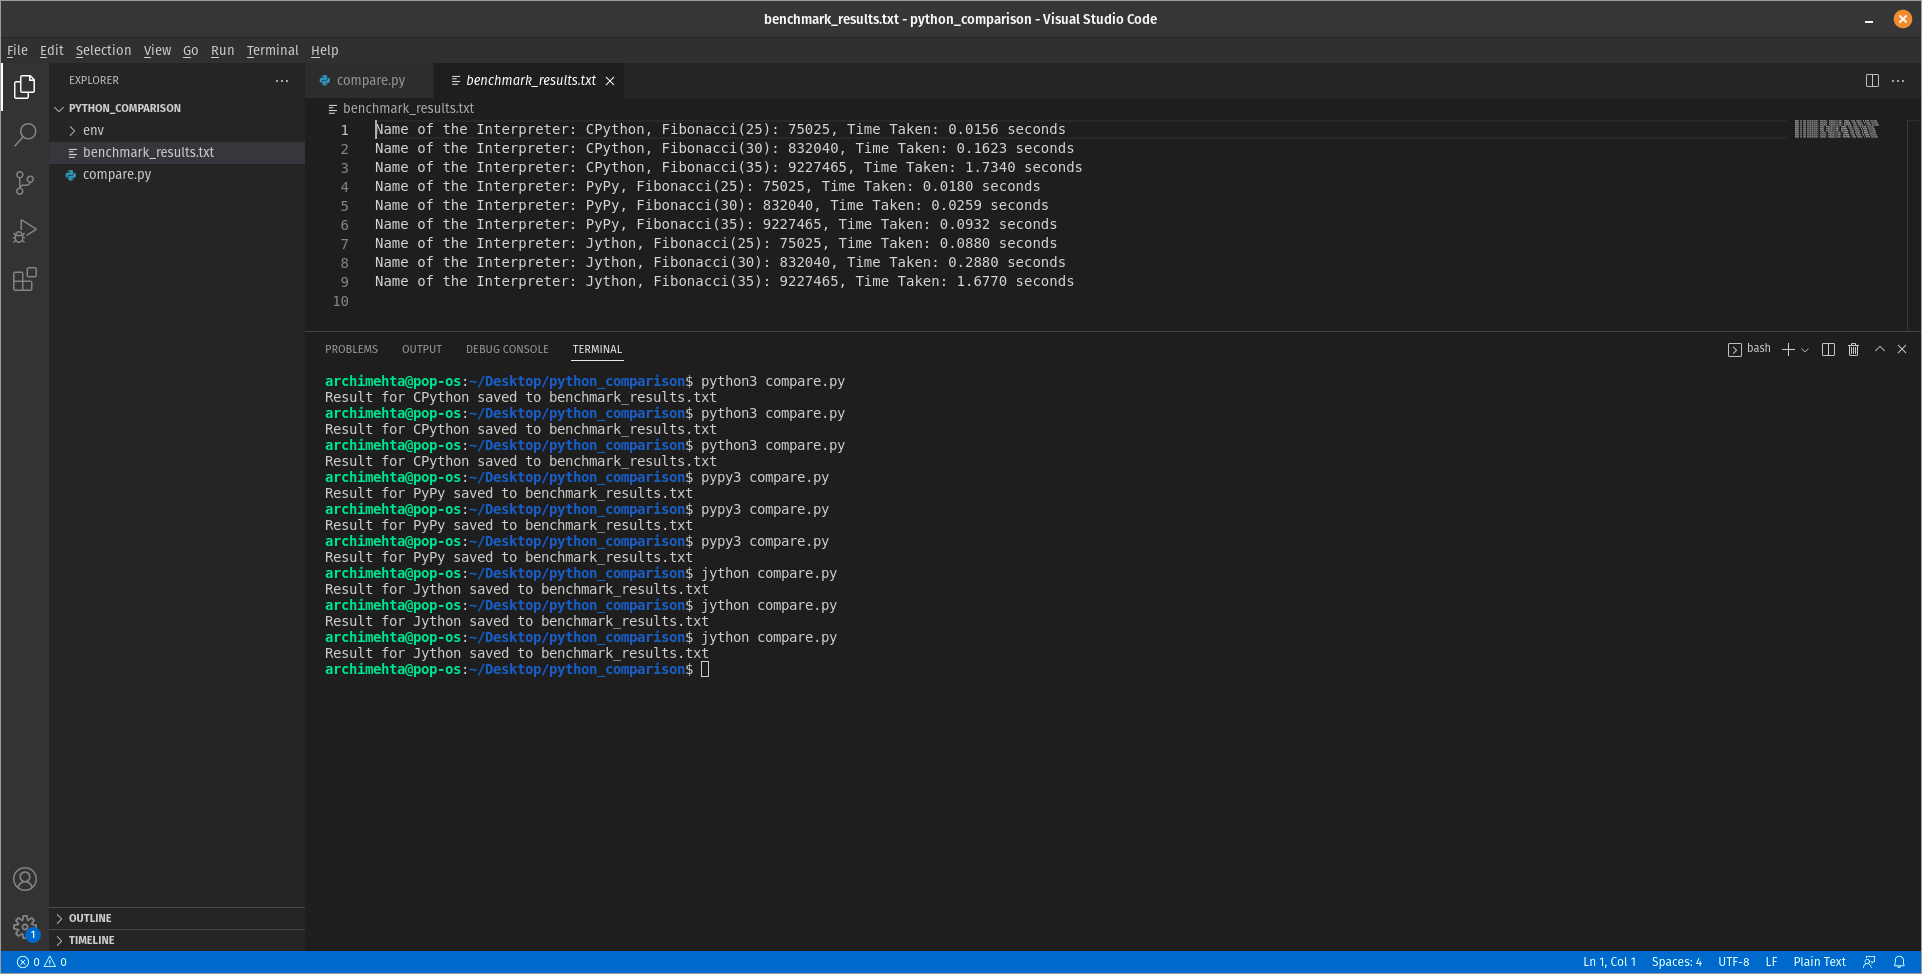 benchmark_results.txt - python_comparison - Visual Studio Code
File Edit Selection View Go Run Terminal Help
EXPLORER
PYTHON_COMPARISON
env
benchmark_results.txt
compare.py
OUTLINE
TIMELINE
compare.py benchmark_results.txt
benchmark_results.txt
1 Name of the Interpreter: CPython, Fibonacci(25): 75025, Time Taken: 0.0156 seconds
2 Name of the Interpreter: CPython, Fibonacci(30): 832040, Time Taken: 0.1623 seconds
3 Name of the Interpreter: CPython, Fibonacci(35): 9227465, Time Taken: 1.7340 seconds
4 Name of the Interpreter: PyPy, Fibonacci(25): 75025, Time Taken: 0.0180 seconds
5 Name of the Interpreter: PyPy, Fibonacci(30): 832040, Time Taken: 0.0259 seconds
6 Name of the Interpreter: PyPy, Fibonacci(35): 9227465, Time Taken: 0.0932 seconds
7 Name of the Interpreter: Jython, Fibonacci(25): 75025, Time Taken: 0.0880 seconds
8 Name of the Interpreter: Jython, Fibonacci(30): 832040, Time Taken: 0.2880 seconds
9 Name of the Interpreter: Jython, Fibonacci(35): 9227465, Time Taken: 1.6770 seconds
10
PROBLEMS OUTPUT DEBUG CONSOLE TERMINAL bash
archimehta@pop-os:~/Desktop/python_comparison$ python3 compare.py
Result for CPython saved to benchmark_results.txt
archimehta@pop-os:~/Desktop/python_comparison$ python3 compare.py
Result for CPython saved to benchmark_results.txt
archimehta@pop-os:~/Desktop/python_comparison$ python3 compare.py
Result for CPython saved to benchmark_results.txt
archimehta@pop-os:~/Desktop/python_comparison$ pypy3 compare.py
Result for PyPy saved to benchmark_results.txt
archimehta@pop-os:~/Desktop/python_comparison$ pypy3 compare.py
Result for PyPy saved to benchmark_results.txt
archimehta@pop-os:~/Desktop/python_comparison$ pypy3 compare.py
Result for PyPy saved to benchmark_results.txt
archimehta@pop-os:~/Desktop/python_comparison$ jython compare.py
Result for Jython saved to benchmark_results.txt
archimehta@pop-os:~/Desktop/python_comparison$ jython compare.py
Result for Jython saved to benchmark_results.txt
archimehta@pop-os:~/Desktop/python_comparison$ jython compare.py
Result for Jython saved to benchmark_results.txt
archimehta@pop-os:~/Desktop/python_comparison$
1
0 0 Ln 1, Col 1 Spaces: 4 UTF-8 LF Plain Text